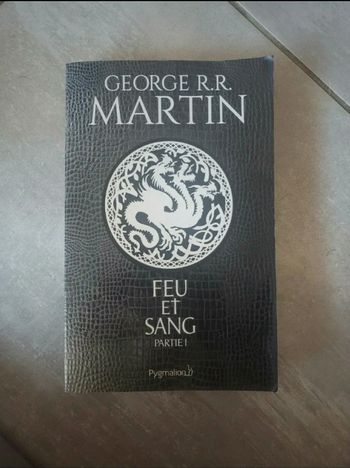 GEORGE R.R.
MARTIN
FEU
ET
SANG
PARTIE I
Pygmalion